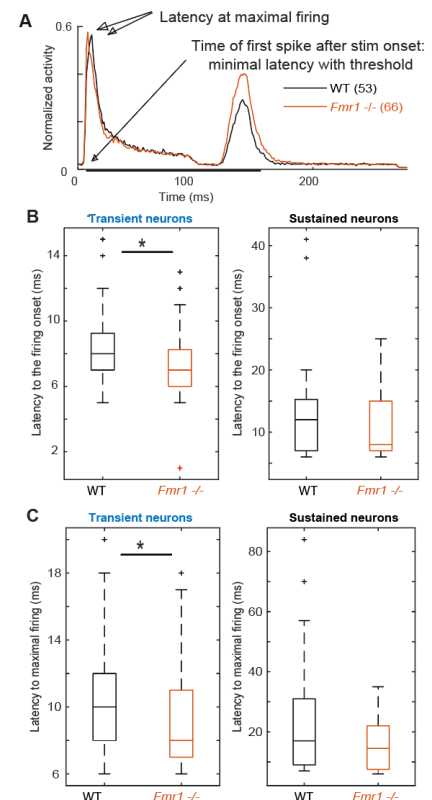 A
0.6
Latency at maximal firing
Time of first spike after stim onset:
minimal latency with threshold
WT (53)
Fmr1 -/- (66)
Normalized activity
0
0
100
200
Time (ms)
B
Transient neurons
Sustained neurons
Latency to the firing onset (ms)
14
10
6
2
*
WT
Fmr1 -/-
40
30
20
10
Latency to the firing onset (ms)
WT
Fmr1 -/-
C
Transient neurons
Sustained neurons
Latency to maximal firing (ms)
18
14
10
6
*
WT
Fmr1 -/-
Latency to maximal firing (ms)
80
60
40
20
WT
Fmr1 -/-